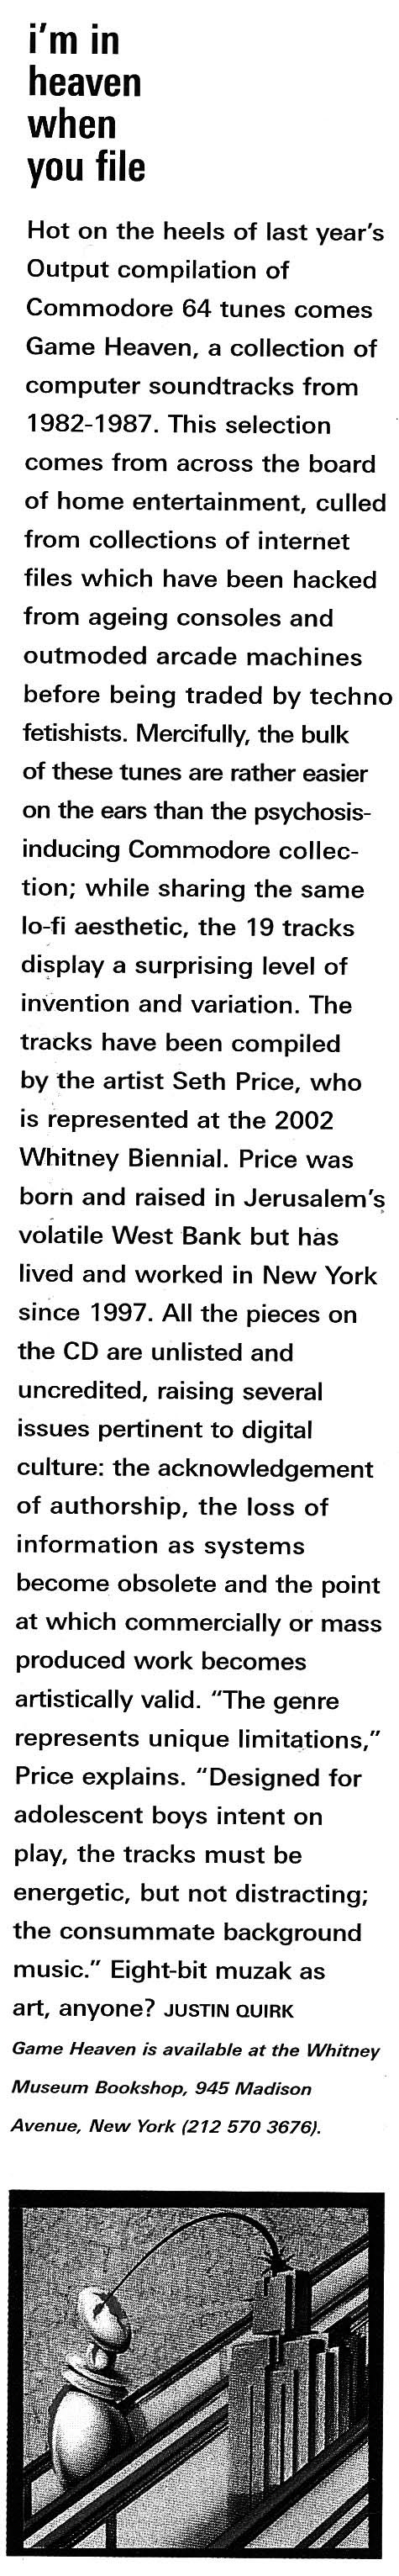 i'm in
heaven
when
you file
Hot on the heels of last year's
Output compilation of
Commodore 64 tunes comes
Game Heaven, a collection of
computer soundtracks from
1982-1987. This selection
comes from across the board
of home entertainment, culled
from collections of internet
files which have been hacked
from ageing consoles and
outmoded arcade machines
before being traded by techno
fetishists. Mercifully, the bulk
of these tunes are rather easier
on the ears than the psychosis-
inducing Commodore collec-
tion; while sharing the same
lo-fi aesthetic, the 19 tracks
display a surprising level of
invention and variation. The
tracks have been compiled
by the artist Seth Price, who
is represented at the 2002
Whitney Biennial. Price was
born and raised in Jerusalem's
volatile West Bank but has
lived and worked in New York
since 1997. All the pieces on
the CD are unlisted and
uncredited, raising several
issues pertinent to digital
culture: the acknowledgement
of authorship, the loss of
information as systems
become obsolete and the point
at which commercially or mass
produced work becomes
artistically valid. "The genre
represents unique limitations,"
Price explains. "Designed for
adolescent boys intent on
play, the tracks must be
energetic, but not distracting;
the consummate background
music." Eight-bit muzak as
art, anyone? JUSTIN QUIRK
Game Heaven is available at the Whitney
Museum Bookshop, 945 Madison
Avenue, New York (212 570 3676).